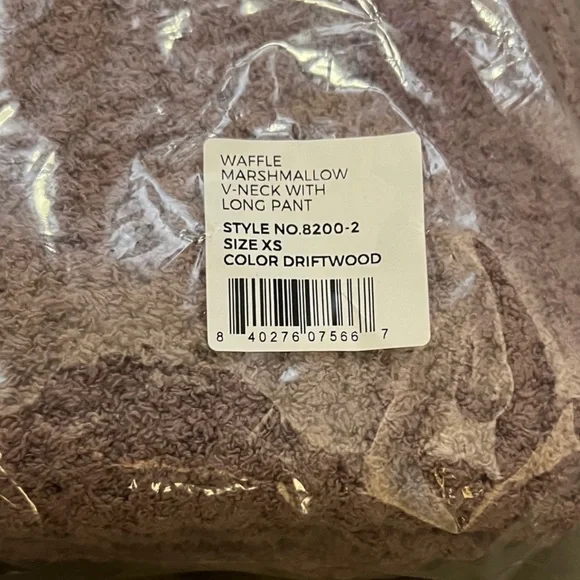 WAFFLE
MARSHMALLOW
V-NECK WITH
LONG PANT
STYLE NO.8200-2
SIZE XS
COLOR DRIFTWOOD
8 40276 07566 7